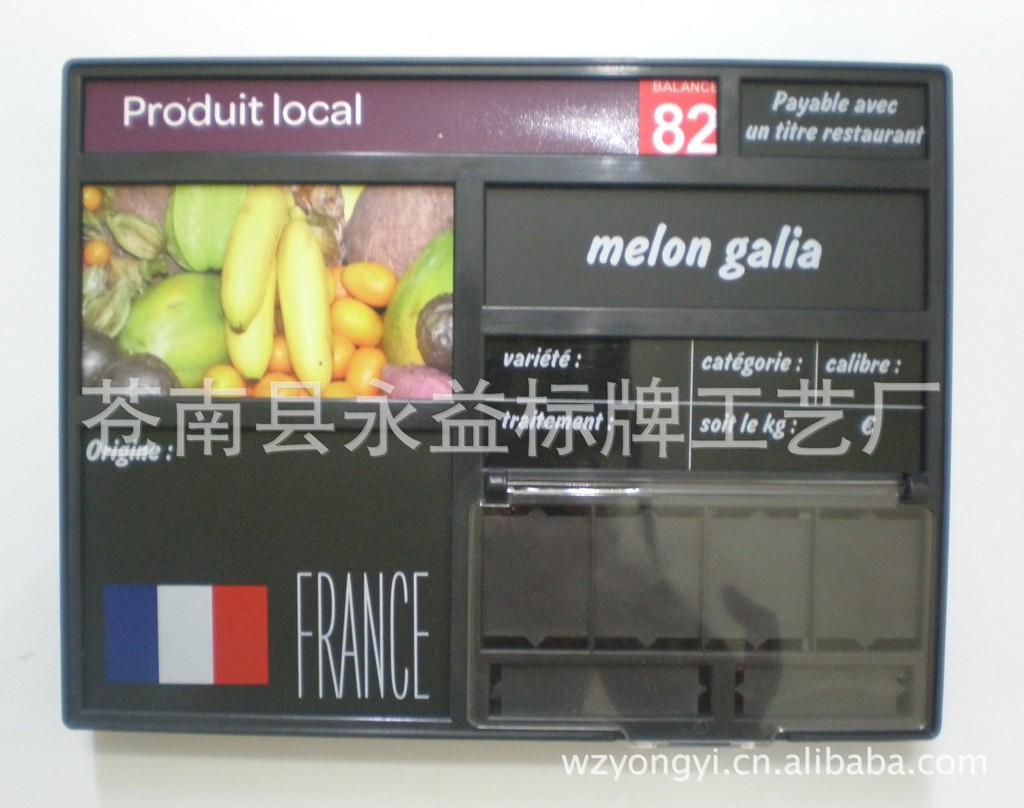 Produit local
BALANCE
82
Payable avec
un titre restaurant
melon galia
variété :
catégorie :
calibre :
traitement :
soit le kg :
€
苍南县永益标牌工艺厂
Origine :
FRANCE
wzyongyi.cn.alibaba.com